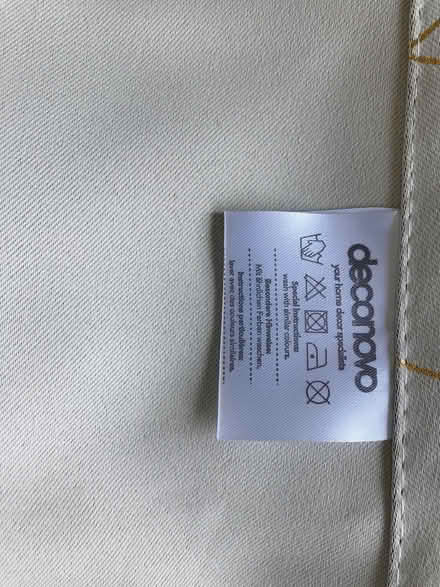 deconovo
your home decor specialists
Special Instructions:
wash with similar colours.
Besondere Hinweise:
Mit ähnlichen Farben waschen.
Instructions particulières:
laver avec des couleurs similaires.